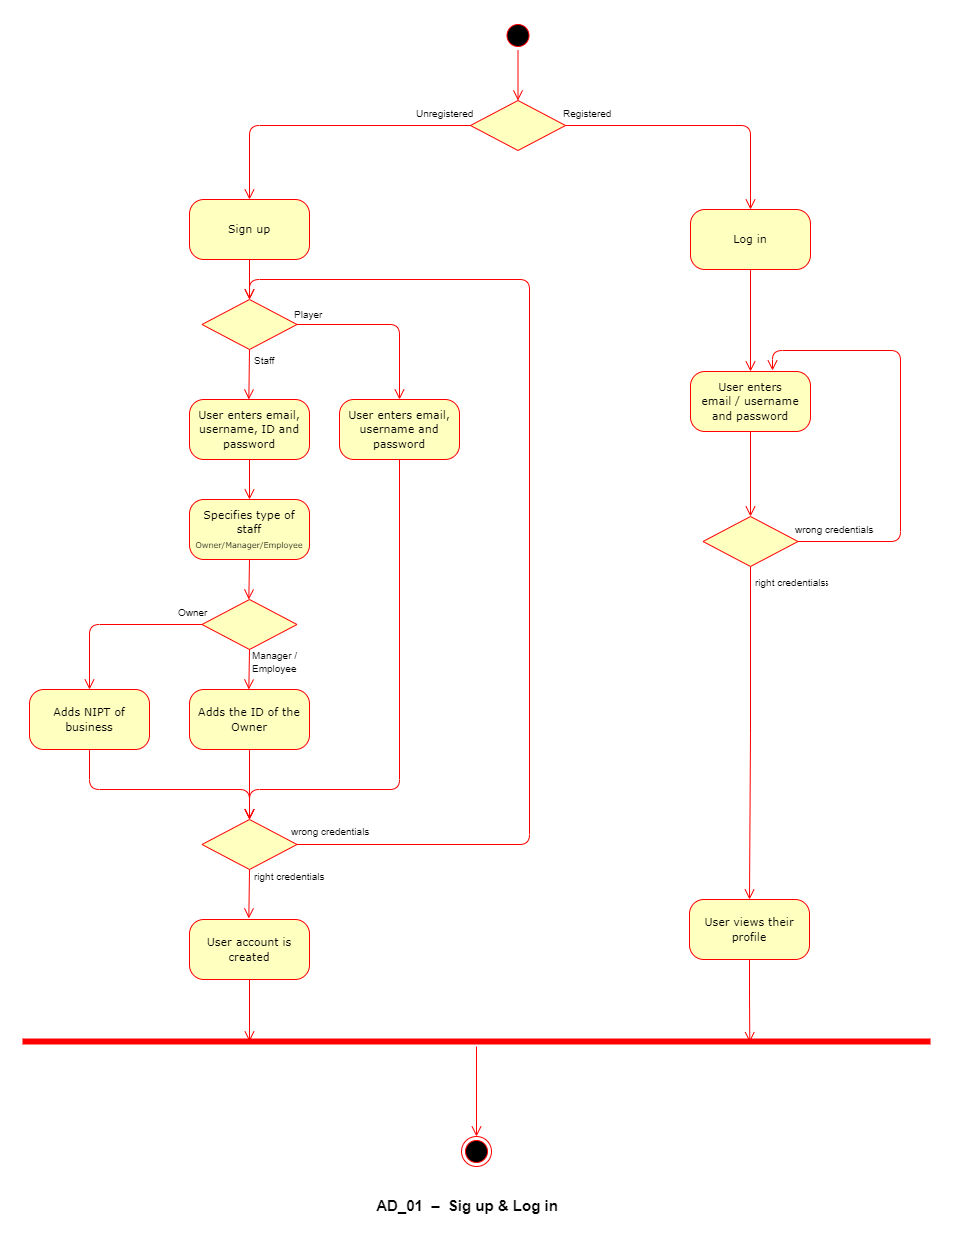 Unregistered
Registered
Sign up
Log in
Player
Staff
User enters email,
username, ID and
password
User enters email,
username and
password
User enters
email / username
and password
Specifies type of
staff
Owner/Manager/Employee
wrong credentials
right credentials
Owner
Manager /
Employee
Adds NIPT of
business
Adds the ID of the
Owner
wrong credentials
right credentials
User account is
created
User views their
profile
AD_01 – Sig up & Log in